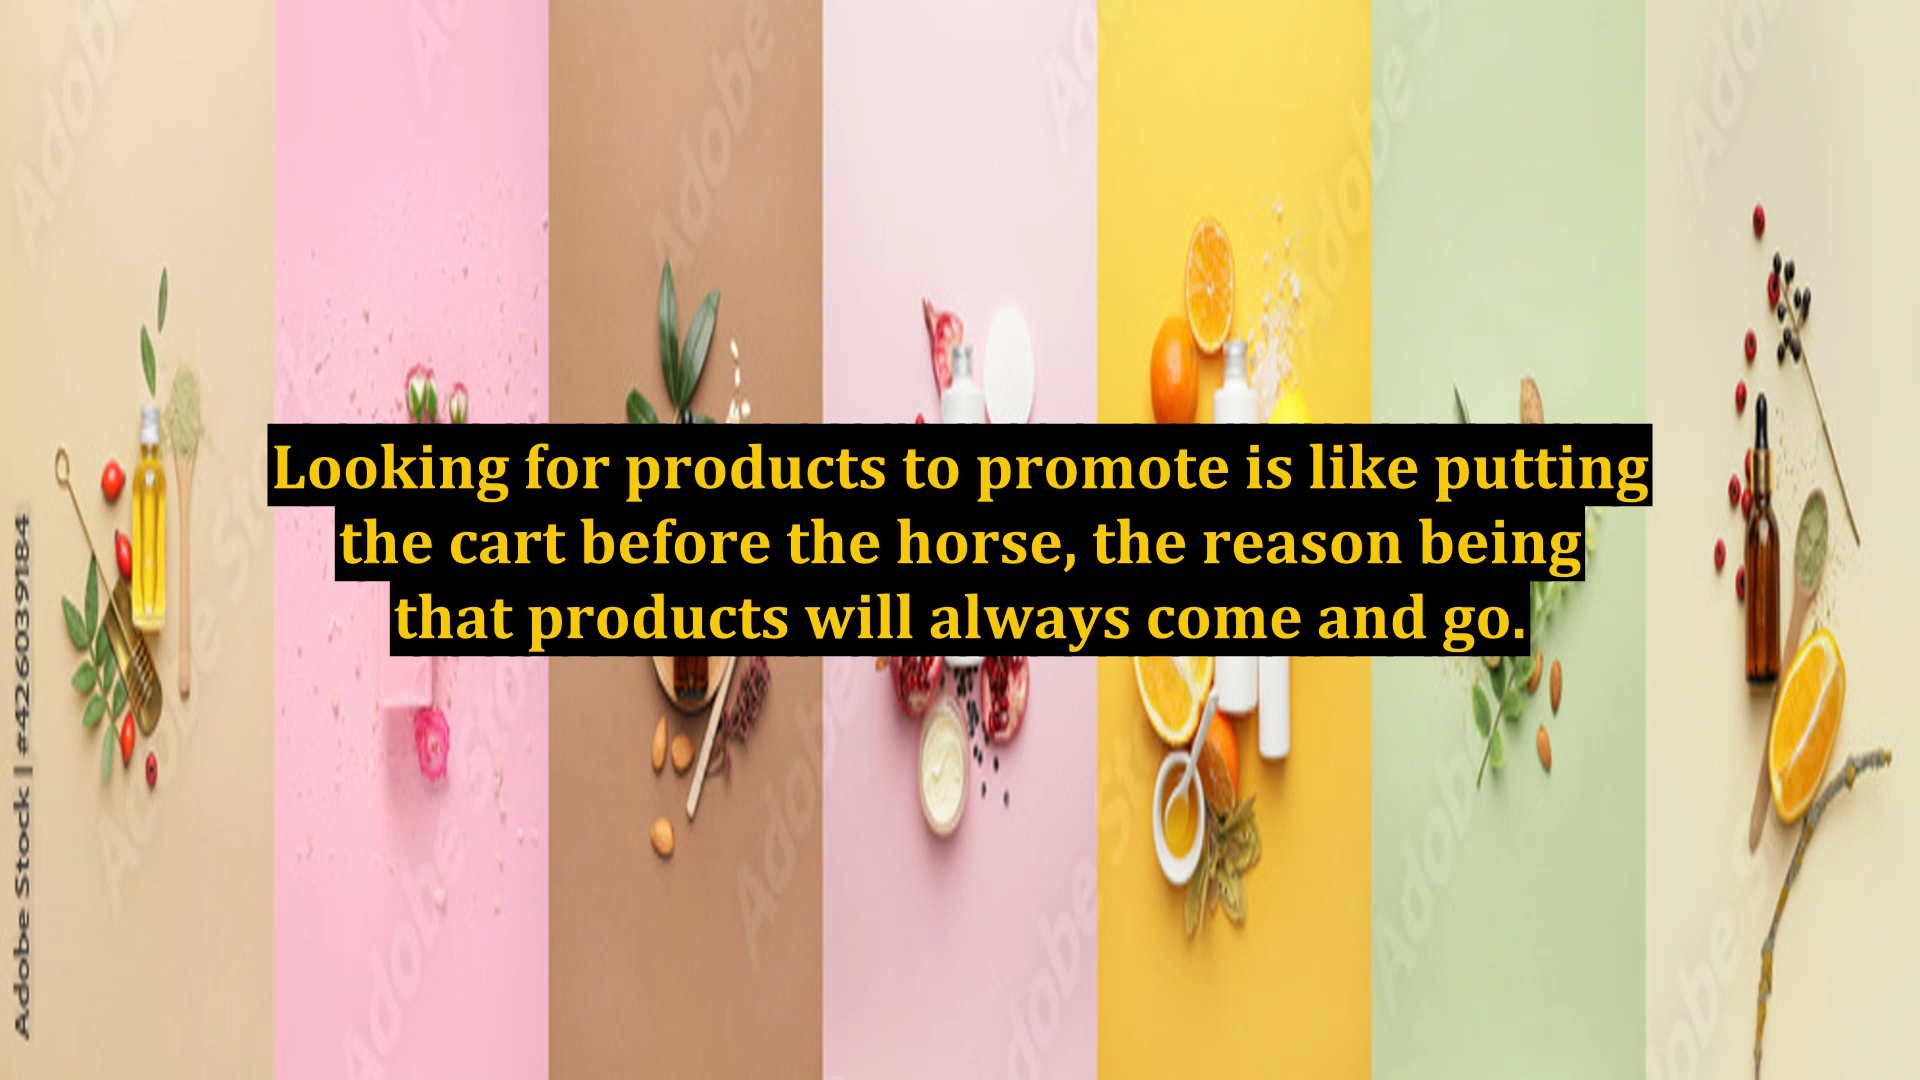 Looking for products to promote is like putting
the cart before the horse, the reason being
that products will always come and go.
Adobe Stock | #426039184